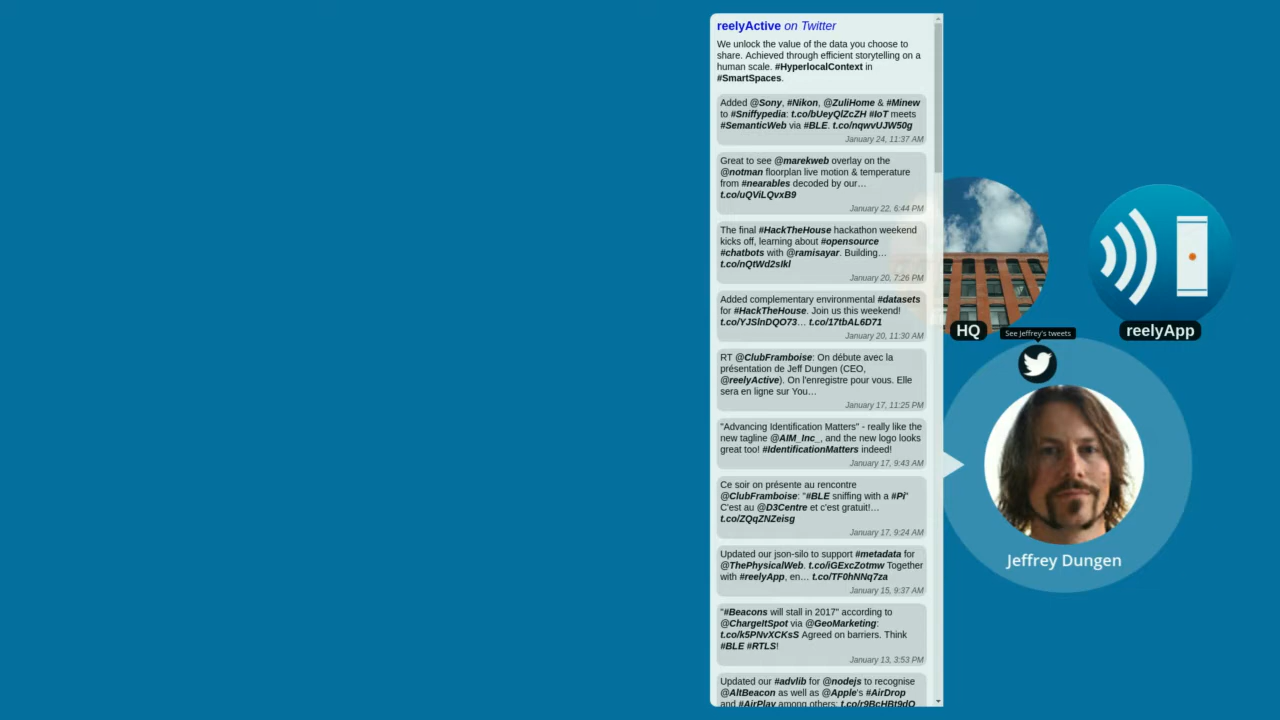 reelyActive on Twitter
We unlock the value of the data you choose to
share. Achieved through efficient storytelling on a
human scale. #HyperlocalContext in
#SmartSpaces.
Added @Sony, #Nikon, @ZuliHome & #Minew
to #Sniffypedia: t.co/bUeyQlZcZH #IoT meets
#SemanticWeb via #BLE. t.co/nqwvUJW50g
January 24, 11:37 AM
Great to see @marekweb overlay on the
@notman floorplan live motion & temperature
from #nearables decoded by our…
t.co/uQViLQvxB9
January 22, 6:44 PM
The final #HackTheHouse hackathon weekend
kicks off, learning about #opensource
#chatbots with @ramisayar. Building…
t.co/nQtWd2sIkl
January 20, 7:26 PM
Added complementary environmental #datasets
for #HackTheHouse. Join us this weekend!
t.co/YJSlnDQO73… t.co/17tbAL6D71
January 20, 11:30 AM
RT @ClubFramboise: On débute avec la
présentation de Jeff Dungen (CEO,
@reelyActive). On l'enregistre pour vous. Elle
sera en ligne sur You…
January 17, 11:25 PM
"Advancing Identification Matters" - really like the
new tagline @AIM_Inc_, and the new logo looks
great too! #IdentificationMatters indeed!
January 17, 9:43 AM
Ce soir on présente au rencontre
@ClubFramboise: "#BLE sniffing with a #Pi"
C'est au @D3Centre et c'est gratuit!…
t.co/ZQqZNZeisg
January 17, 9:24 AM
Updated our json-silo to support #metadata for
@ThePhysicalWeb. t.co/iGExcZotmw Together
with #reelyApp, en… t.co/TF0hNNq7za
January 15, 9:37 AM
"#Beacons will stall in 2017" according to
@ChargeItSpot via @GeoMarketing:
t.co/k5PNvXCKsS Agreed on barriers. Think
#BLE #RTLS!
January 13, 3:53 PM
Updated our #advlib for @nodejs to recognise
@AltBeacon as well as @Apple's #AirDrop
and #AirPlay among others: t.co/r9BcHBt9dO
HQ
reelyApp
See Jeffrey's tweets
Jeffrey Dungen